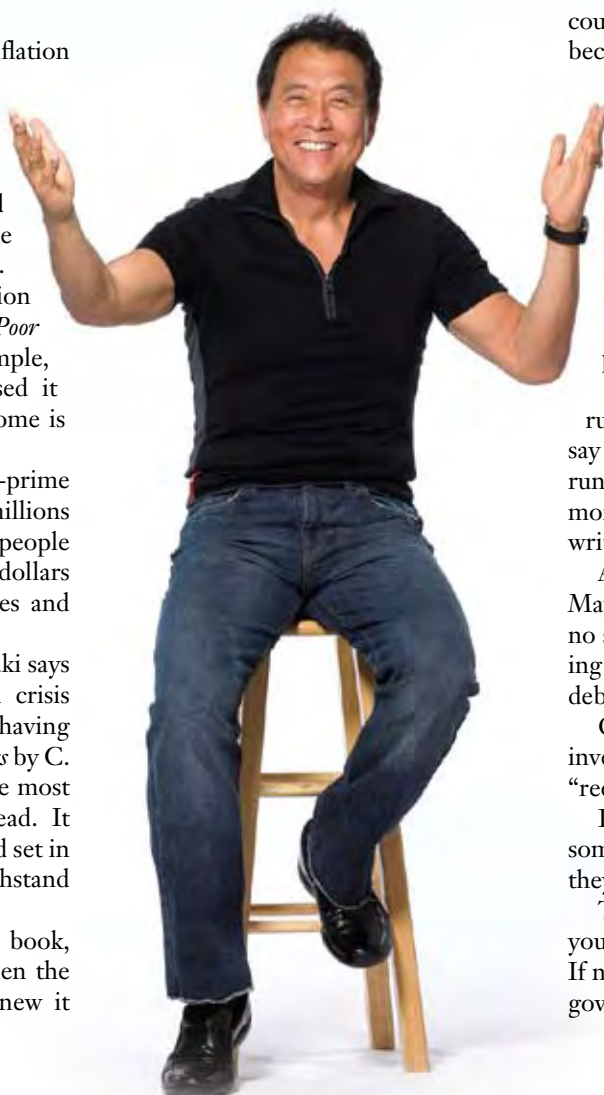 flation
d
e
.
ion
Poor
mple,
sed it
ome is
-prime
illions
people
dollars
es and
ki says
crisis
having
s by C.
e most
ead. It
d set in
hstand
book,
en the
new it
cou
bec
ru
say
run
mor
writ
A
Ma
no s
ing
deb
inve
“rec
som
they
T
you
If n
gov